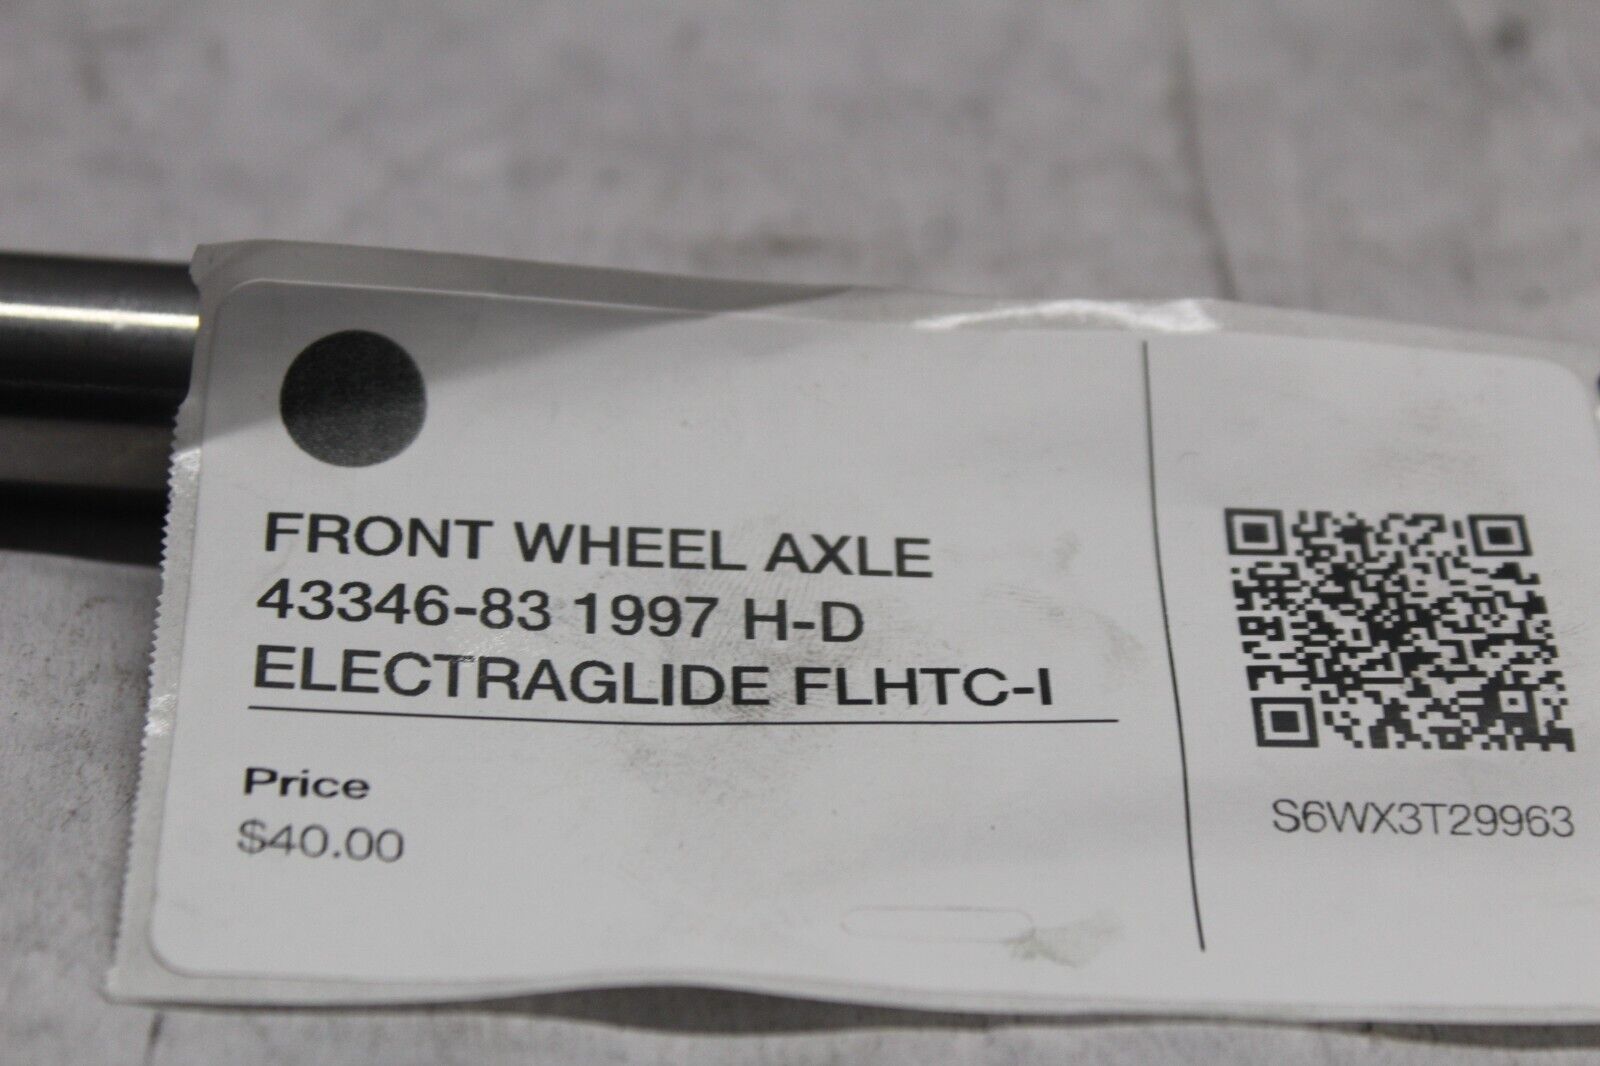 FRONT WHEEL AXLE
43346-83 1997 H-D
ELECTRAGLIDE FLHTC-I
Price
$40.00
S6WX3T29963